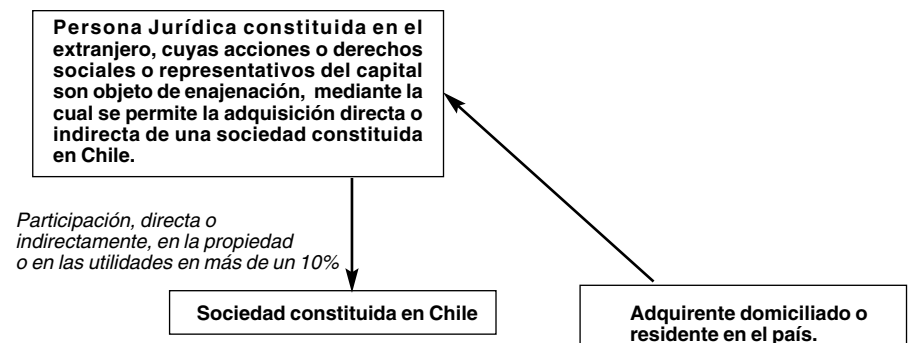 Persona Jurídica constituida en el
extranjero, cuyas acciones o derechos
sociales o representativos del capital
son objeto de enajenación, mediante la
cual se permite la adquisición directa o
indirecta de una sociedad constituida
en Chile.
Participación, directa o
indirectamente, en la propiedad
o en las utilidades en más de un 10%
Sociedad constituida en Chile
Adquirente domiciliado o
residente en el país.